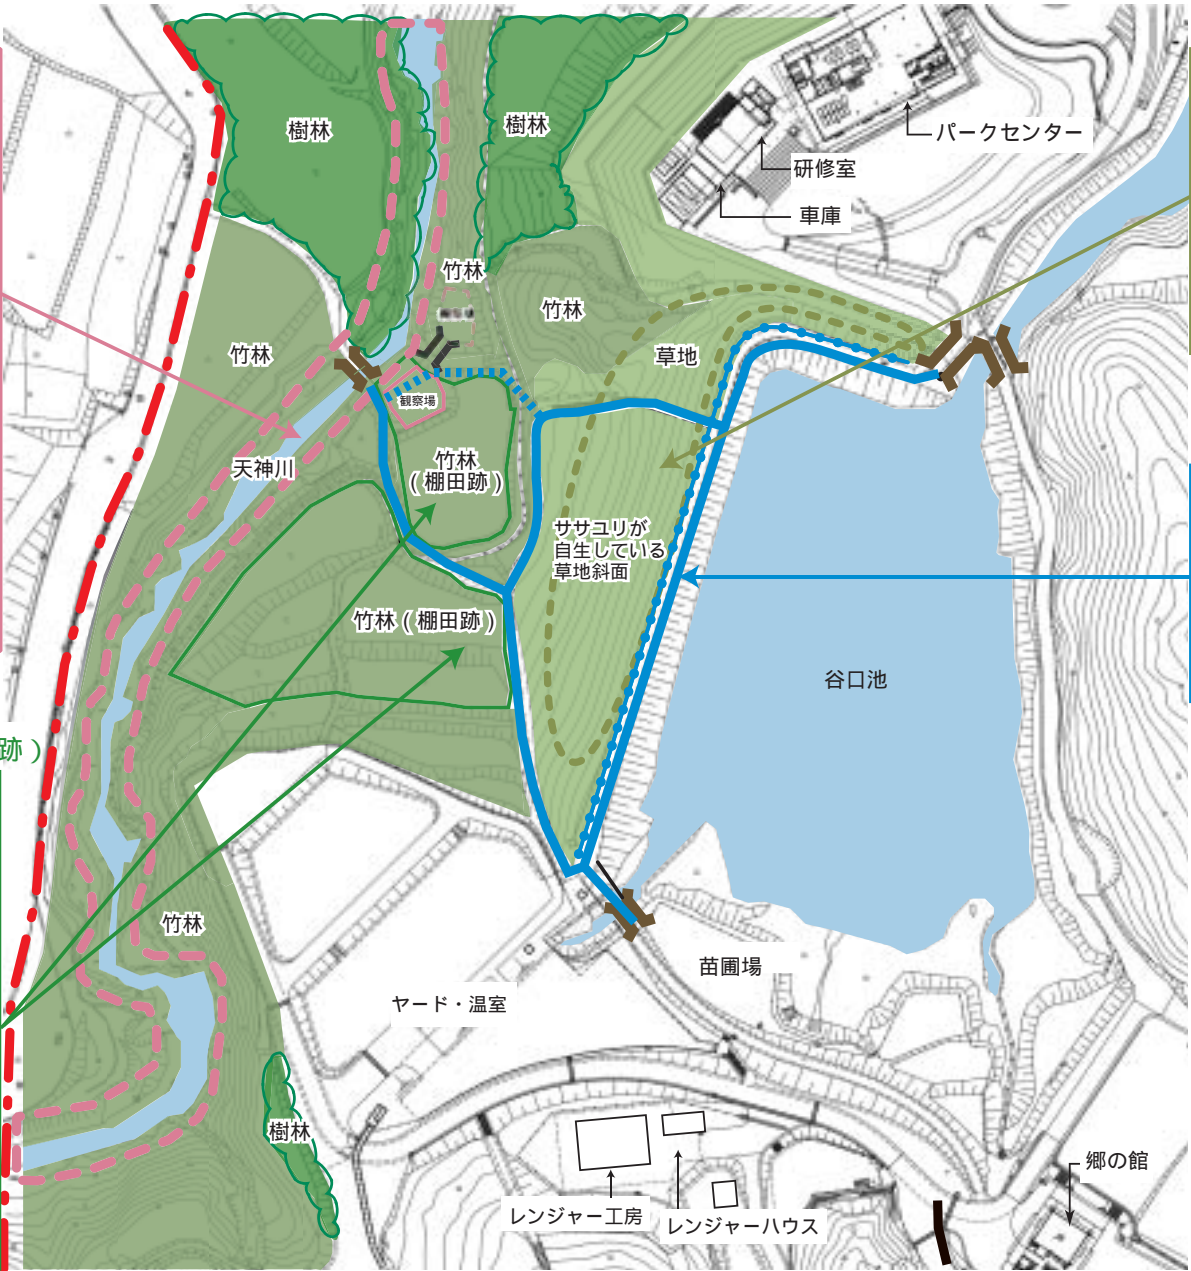 樹林
樹林
パークセンター
研修室
車庫
竹林
竹林
竹林
草地
観察場
天神川
竹林
(棚田跡)
ササユリが
自生している
草地斜面
竹林(棚田跡)
谷口池
跡)
竹林
苗圃場
ヤード・温室
樹林
郷の館
レンジャー工房
レンジャーハウス